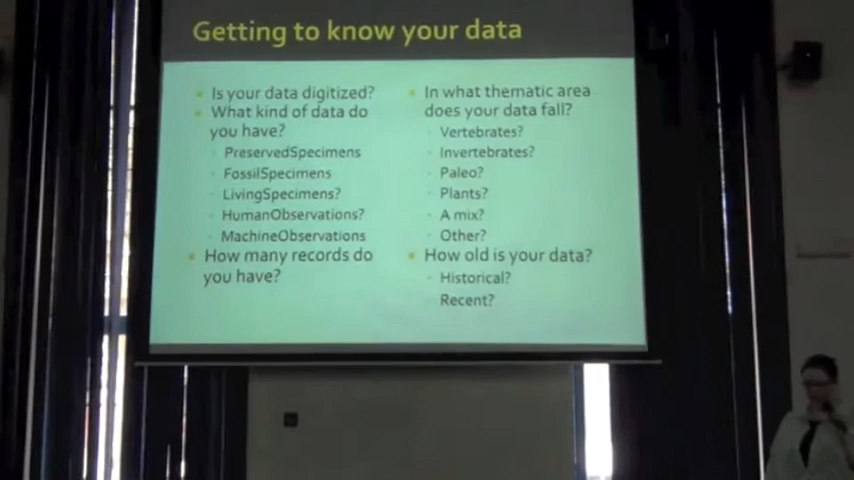 Getting to know your data
Is your data digitized?
What kind of data do
you have?
PreservedSpecimens
FossilSpecimens
LivingSpecimens?
HumanObservations?
MachineObservations
How many records do
you have?
In what thematic area
does your data fall?
Vertebrates?
Invertebrates?
Paleo?
Plants?
A mix?
Other?
How old is your data?
Historical?
Recent?